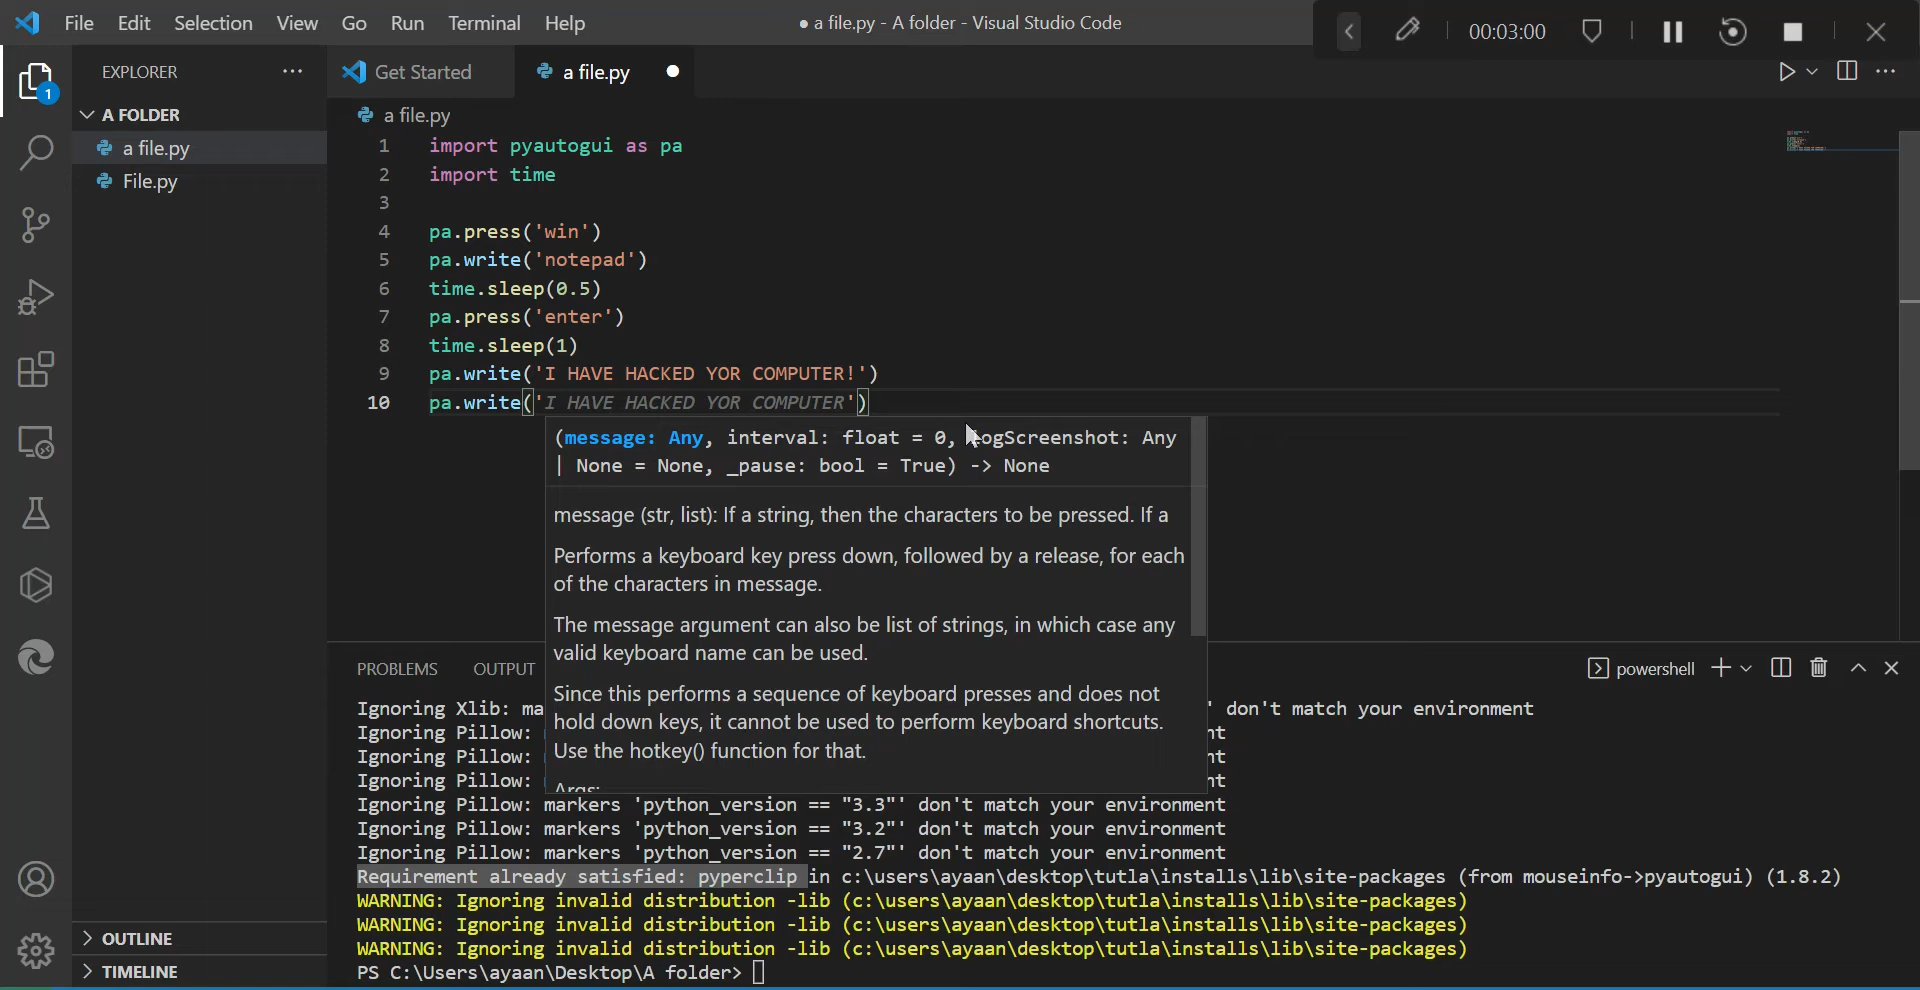 File Edit Selection View Go Run Terminal Help
● a file.py - A folder - Visual Studio Code
00:03:00
EXPLORER
Get Started
a file.py
A FOLDER
a file.py
File.py
1
a file.py
1 import pyautogui as pa
2 import time
3
4 pa.press('win')
5 pa.write('notepad')
6 time.sleep(0.5)
7 pa.press('enter')
8 time.sleep(1)
9 pa.write('I HAVE HACKED YOR COMPUTER!')
10 pa.write('I HAVE HACKED YOR COMPUTER')
(message: Any, interval: float = 0, logScreenshot: Any
| None = None, _pause: bool = True) -> None
message (str, list): If a string, then the characters to be pressed. If a
Performs a keyboard key press down, followed by a release, for each
of the characters in message.
The message argument can also be list of strings, in which case any
valid keyboard name can be used.
Since this performs a sequence of keyboard presses and does not
hold down keys, it cannot be used to perform keyboard shortcuts.
Use the hotkey() function for that.
Args:
PROBLEMS OUTPUT
powershell
Ignoring Xlib: ma ' don't match your environment
Ignoring Pillow: nt
Ignoring Pillow: nt
Ignoring Pillow: nt
Ignoring Pillow: markers 'python_version == "3.3"' don't match your environment
Ignoring Pillow: markers 'python_version == "3.2"' don't match your environment
Ignoring Pillow: markers 'python_version == "2.7"' don't match your environment
Requirement already satisfied: pyperclip in c:\users\ayaan\desktop\tutla\installs\lib\site-packages (from mouseinfo->pyautogui) (1.8.2)
WARNING: Ignoring invalid distribution -lib (c:\users\ayaan\desktop\tutla\installs\lib\site-packages)
WARNING: Ignoring invalid distribution -lib (c:\users\ayaan\desktop\tutla\installs\lib\site-packages)
WARNING: Ignoring invalid distribution -lib (c:\users\ayaan\desktop\tutla\installs\lib\site-packages)
PS C:\Users\ayaan\Desktop\A folder>
OUTLINE
TIMELINE